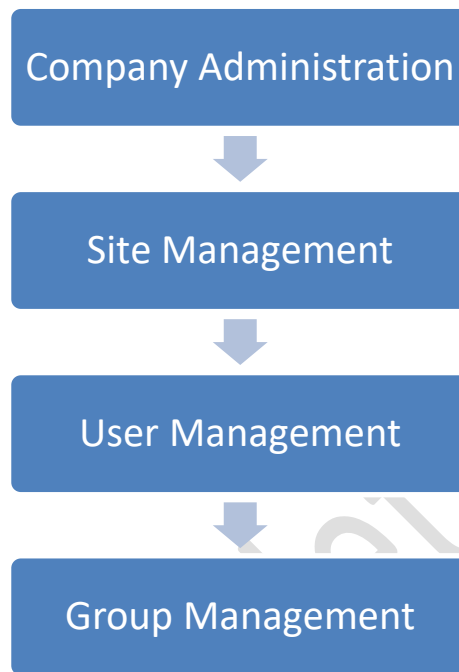 Company Administration
Site Management
User Management
Group Management